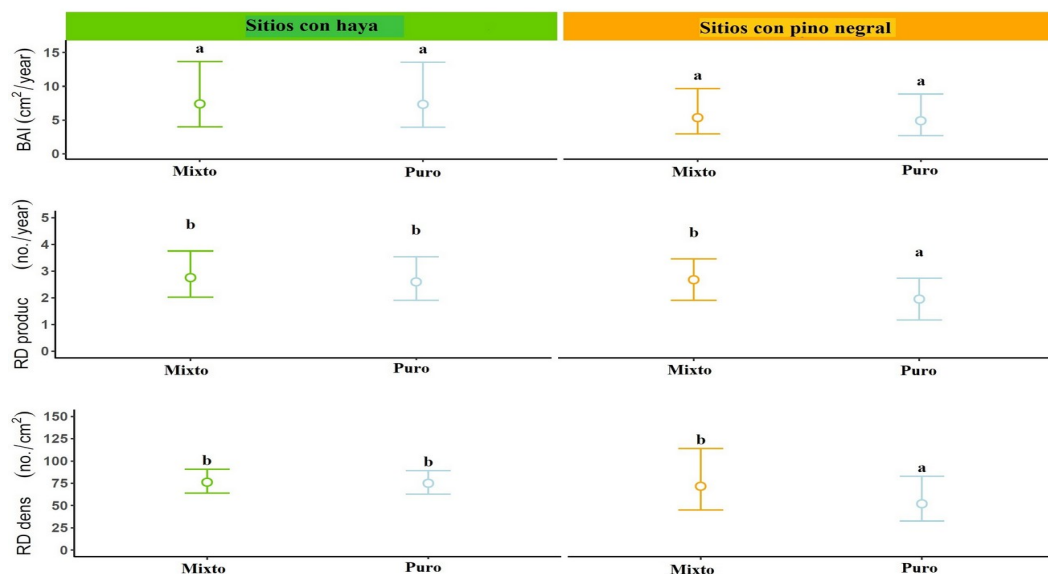 Sitios con haya
Sitios con pino negral
BAI (cm²/year)
15
10
5
0
a
a
a
a
Mixto
Puro
Mixto
Puro
RD produc (no./year)
5
4
3
2
1
0
b
b
b
a
Mixto
Puro
Mixto
Puro
RD dens (no./cm²)
150
125
100
75
50
25
0
b
b
b
a
Mixto
Puro
Mixto
Puro